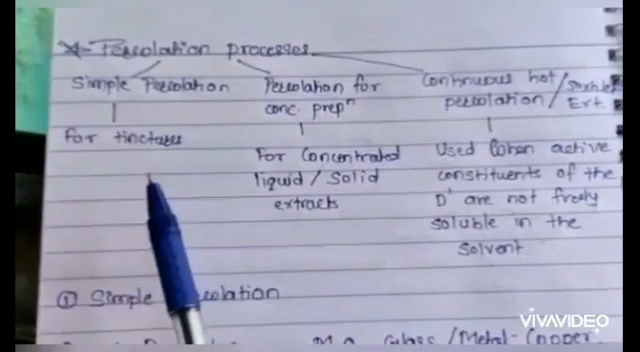 * Percolation processes
Simple Percolation
for tinctures
Percolation for
conc. prepn
For Concentrated
liquid / Solid
extracts
Continuous hot
percolation /
Ext.
Used When active
constituents of the
D' are not freely
soluble in the
solvent
① Simple
VIVAVIDEO